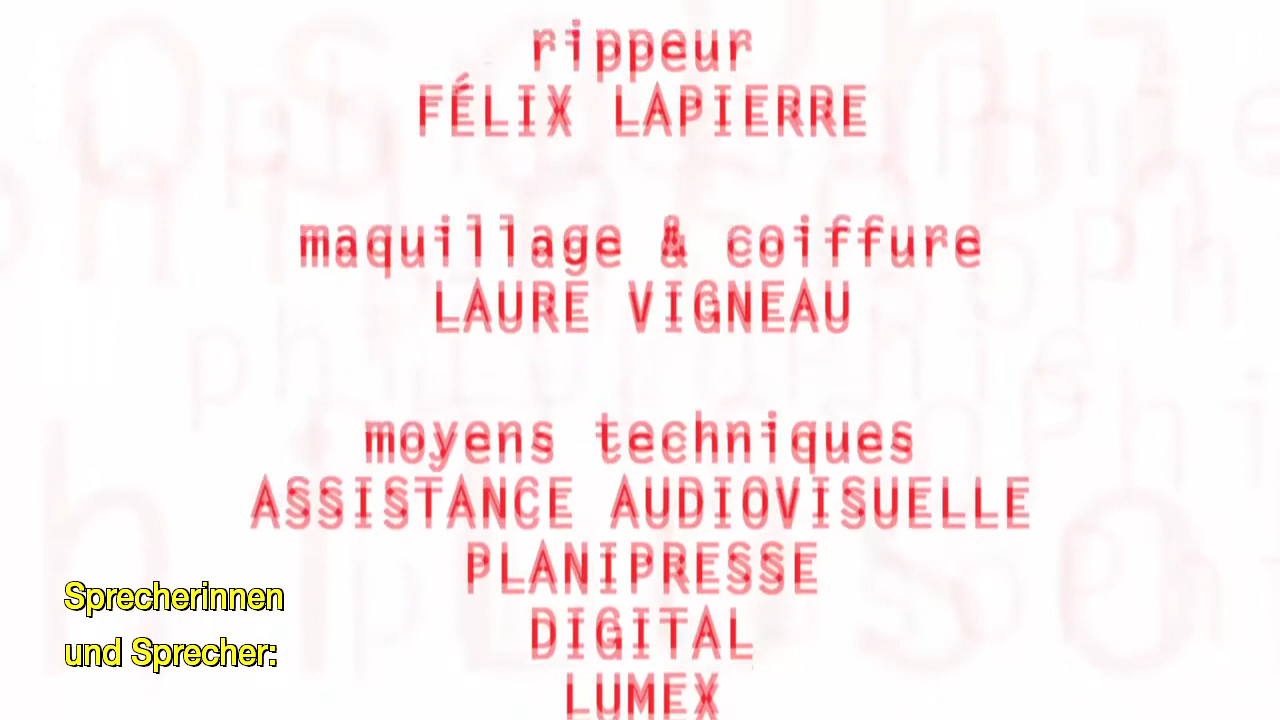 rippeur
FÉLIX LAPIERRE
maquillage & coiffure
LAURE VIGNEAU
moyens techniques
ASSISTANCE AUDIOVISUELLE
PLANIPRESSE
DIGITAL
LUMEX
Sprecherinnen
und Sprecher: